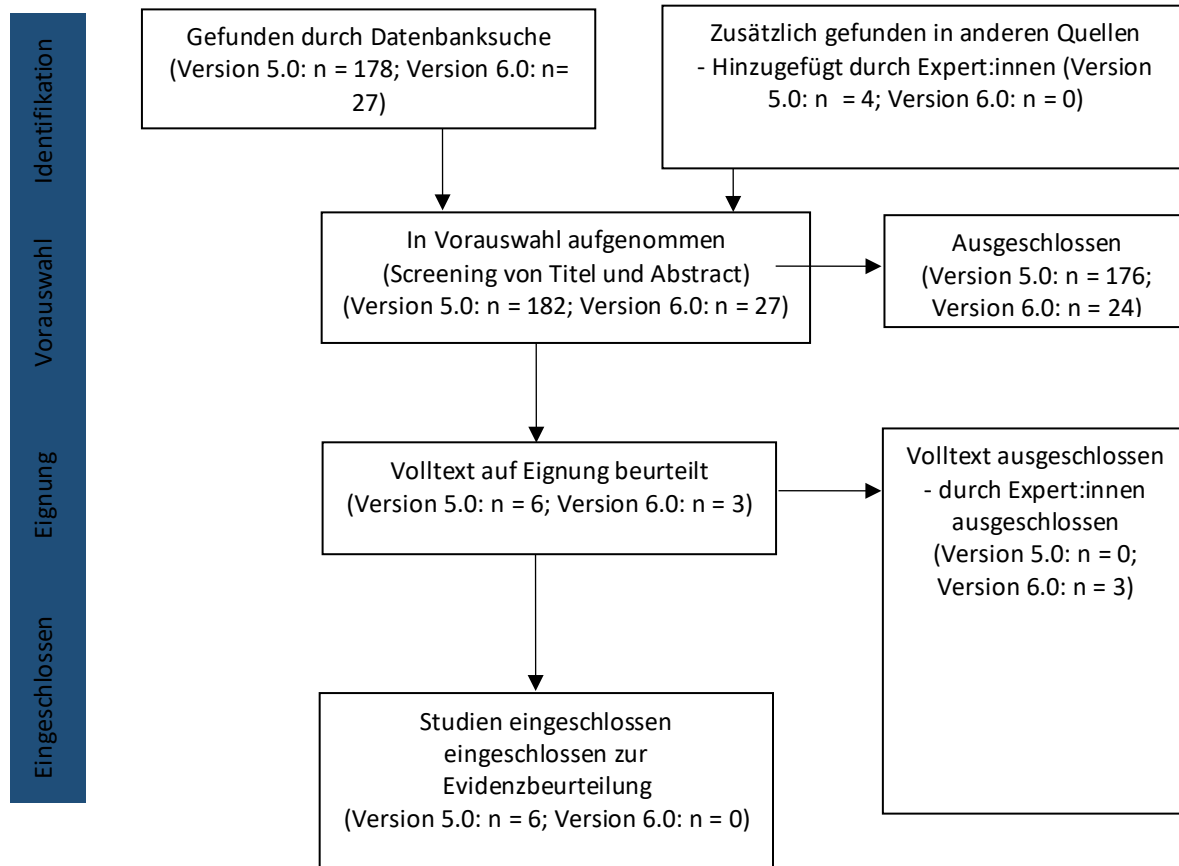 Identifikation
Gefunden durch Datenbanksuche
(Version 5.0: n = 178; Version 6.0: n=
27)
Zusätzlich gefunden in anderen Quellen
- Hinzugefügt durch Expert:innen (Version
5.0: n  = 4; Version 6.0: n = 0)
Vorauswahl
In Vorauswahl aufgenommen
(Screening von Titel und Abstract)
(Version 5.0: n = 182; Version 6.0: n = 27)
Ausgeschlossen
(Version 5.0: n = 176;
Version 6.0: n = 24)
Eignung
Volltext auf Eignung beurteilt
(Version 5.0: n = 6; Version 6.0: n = 3)
Volltext ausgeschlossen
- durch Expert:innen
ausgeschlossen
(Version 5.0: n = 0;
Version 6.0: n = 3)
Eingeschlossen
Studien eingeschlossen
eingeschlossen zur
Evidenzbeurteilung
(Version 5.0: n = 6; Version 6.0: n = 0)